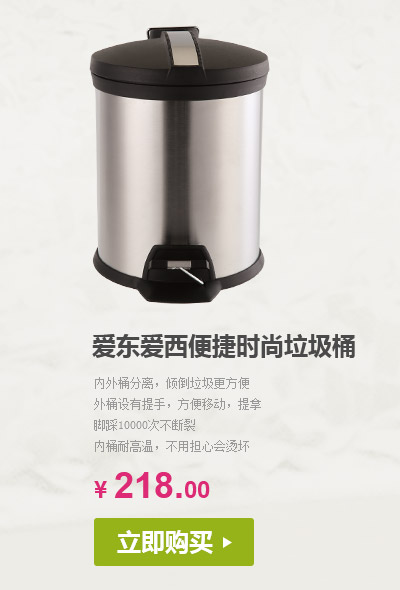 爱东爱西便捷时尚垃圾桶
内外桶分离，倾倒垃圾更方便
外桶设有提手，方便移动，提拿
脚踩10000次不断裂
内桶耐高温，不用担心会烫坏
¥ 218.00
立即购买